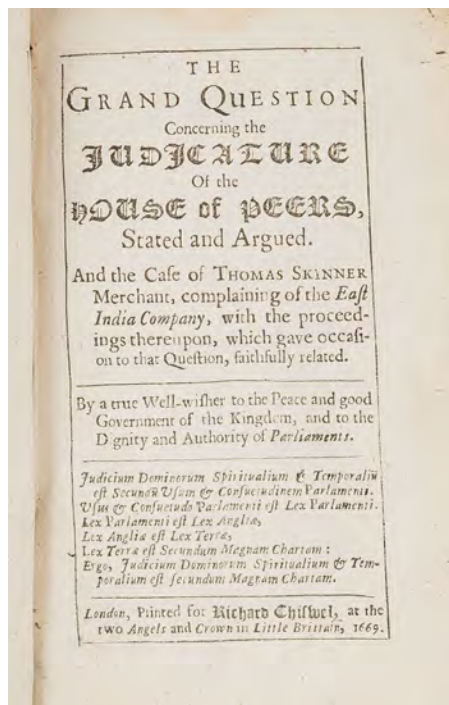 THE
GRAND QUESTION
Concerning the
JUDICATURE
Of the
HOUSE of PEERS,
Stated and Argued.
And the Caſe of THOMAS SKINNER
Merchant, complaining of the Eaſt
India Company, with the proceed-
ings thereupon, which gave occaſi-
on to that Queſtion, faithfully related.
By a true Well-wiſher to the Peace and good
Government of the Kingdom, and to the
Dignity and Authority of Parliaments.
Judicium Dominorum Spiritualium & Temporaliū
eſt Secundū Uſum & Conſuetudinem Parlamenti.
Uſus & Conſuetudo Parlamenti eſt Lex Parlamenti.
Lex Parlamenti eſt Lex Angliæ,
Lex Angliæ eſt Lex Terræ,
Lex Terræ eſt Secundum Magnam Chartam:
Ergo, Judicium Dominorum Spiritualium & Tem-
poralium eſt ſecundum Magnam Chartam.
London, Printed for Richard Chiſwel, at the
two Angels and Crown in Little Brittain, 1669.